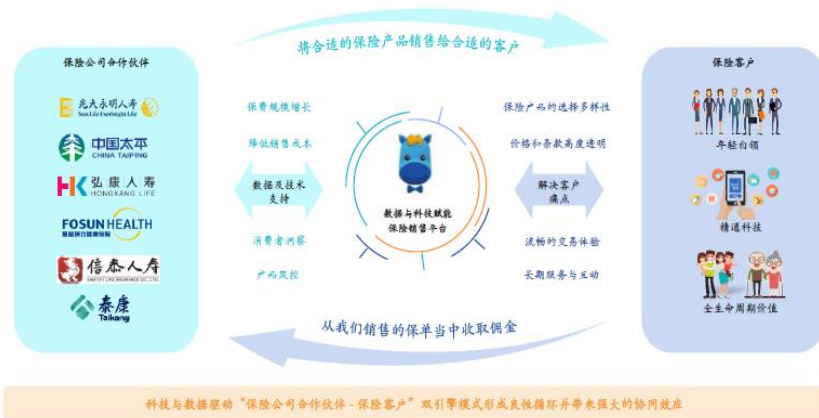 将合适的保险产品销售给合适的客户
保险公司合作伙伴
光大永明人寿
Sun Life Everbright Life
中国太平
CHINA TAIPING
HK 弘康人寿
HONGKANG LIFE
FOSUN HEALTH
复星联合健康保险
信泰人寿
泰康
Taikang
保费规模增长
降低销售成本
数据及技术
支持
消费者洞察
产品风控
数据与科技赋能
保险销售平台
保险产品的选择多样性
价格和条款高度透明
解决客户
痛点
流畅的交易体验
长期服务与互动
保险客户
年轻白领
精通科技
全生命周期价值
从我们销售的保单当中收取佣金
科技与数据驱动“保险公司合作伙伴-保险客户”双引擎模式形成良性循环并带来强大的协同效应